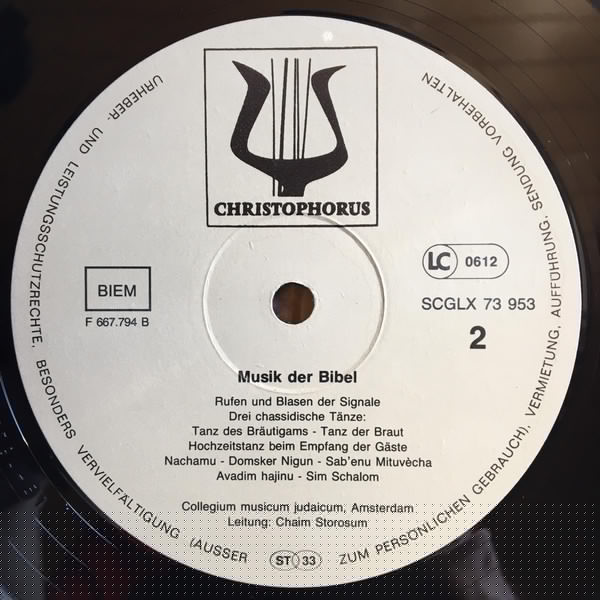 CHRISTOPHORUS
BIEM
F 667.794 B
LC 0612
SCGLX 73 953
2
Musik der Bibel
Rufen und Blasen der Signale
Drei chassidische Tänze:
Tanz des Bräutigams - Tanz der Braut
Hochzeitstanz beim Empfang der Gäste
Nachamu - Domsker Nigun - Sab'enu Mituvècha
Avadim hajinu - Sim Schalom
Collegium musicum judaicum, Amsterdam
Leitung: Chaim Storosum
ST 33
URHEBER- UND LEISTUNGSSCHUTZRECHTE, BESONDERS VERVIELFÄLTIGUNG (AUSSER ZUM PERSÖNLICHEN GEBRAUCH), VERMIETUNG, AUFFÜHRUNG, SENDUNG VORBEHALTEN